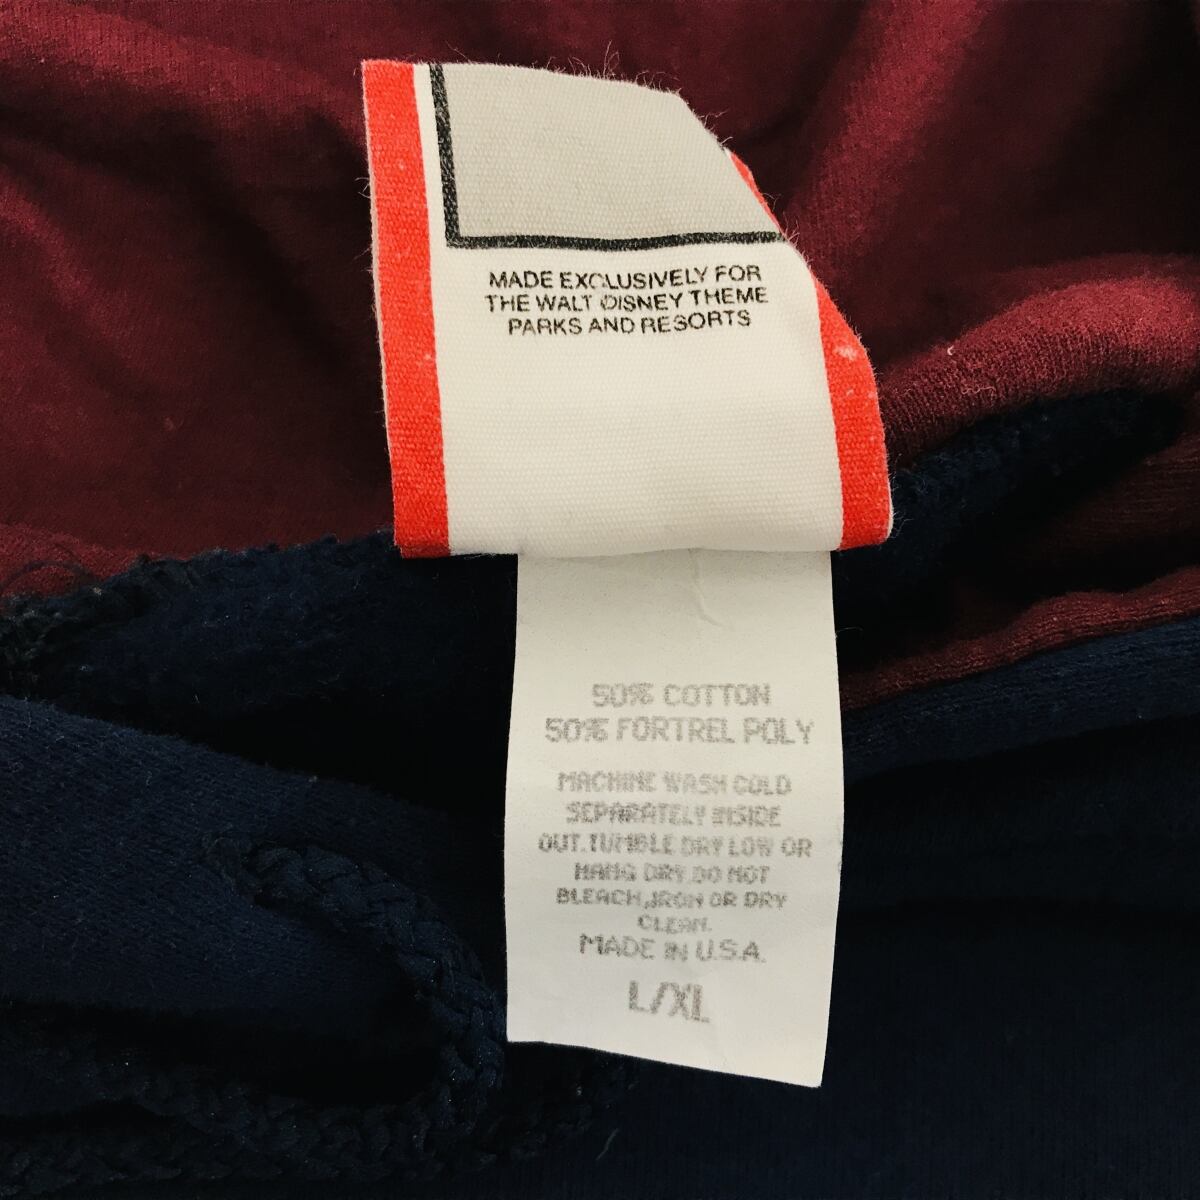 MADE EXCLUSIVELY FOR
THE WALT DISNEY THEME
PARKS AND RESORTS
50% COTTON
50% FORTREL POLY
MACHINE WASH COLD
SEPARATELY INSIDE
OUT.TUMBLE DRY LOW OR
HANG DRY.DO NOT
BLEACH,IRON OR DRY
CLEAN.
MADE IN U.S.A.
L/XL